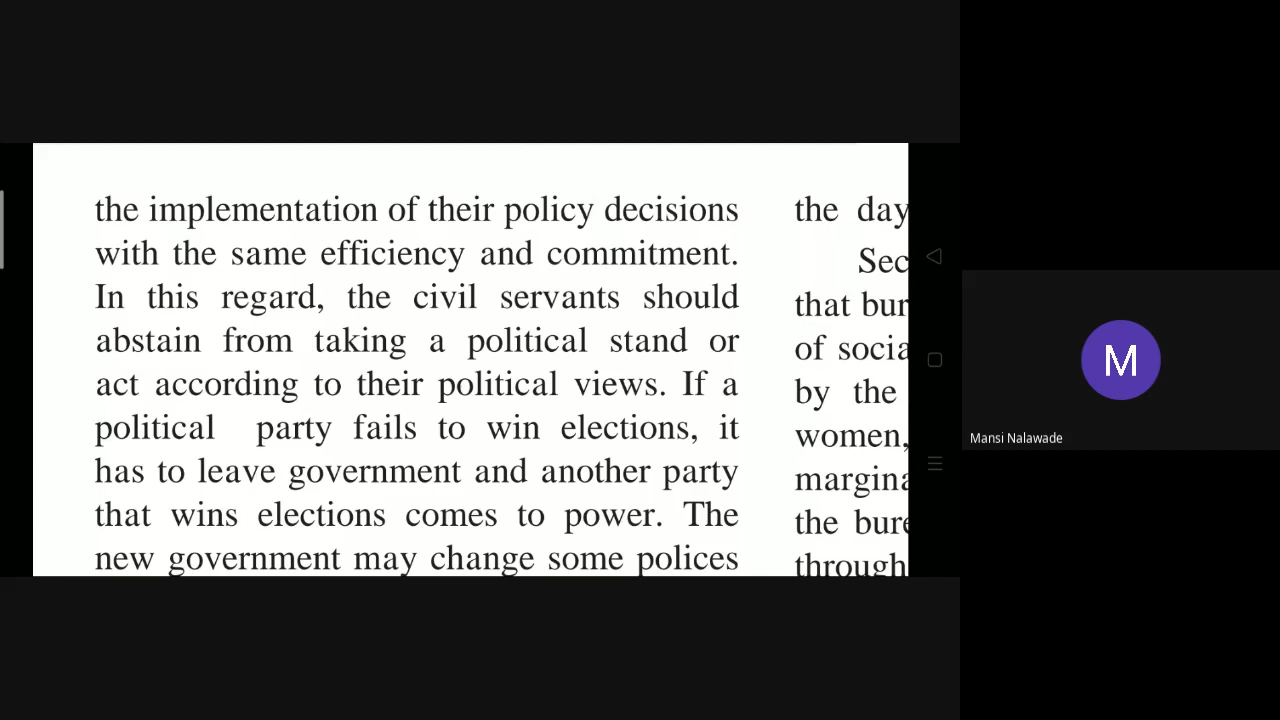 the implementation of their policy decisions
with the same efficiency and commitment.
In this regard, the civil servants should
abstain from taking a political stand or
act according to their political views. If a
political party fails to win elections, it
has to leave government and another party
that wins elections comes to power. The
new government may change some polices
the day
Sec
that bur
of socia
by the
women,
margina
the bure
through
M
Mansi Nalawade